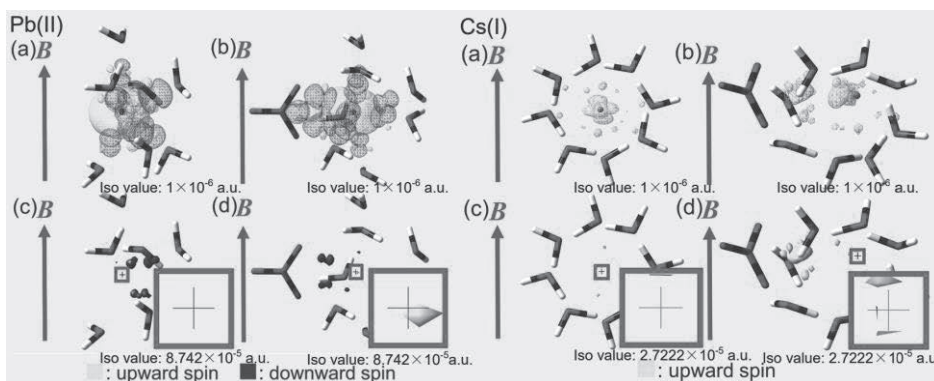 Pb(II)
Cs(I)
(a)B
(b)
(a)B
(b)
Iso value: 1×10⁻⁶ a.u.
Iso value: 1×10⁻⁶ a.u.
Iso value: 1×10⁻⁶ a.u.
Iso value: 1×10⁻⁶ a.u.
(c)B
(d)
(c)B
(d)
Iso value: 8.742×10⁻⁵ a.u.
Iso value: 8.742×10⁻⁵a.u.
Iso value: 2.7222×10⁻⁵ a.u.
Iso value: 2.7222×10⁻⁵ a.u.
: upward spin
: downward spin
: upward spin